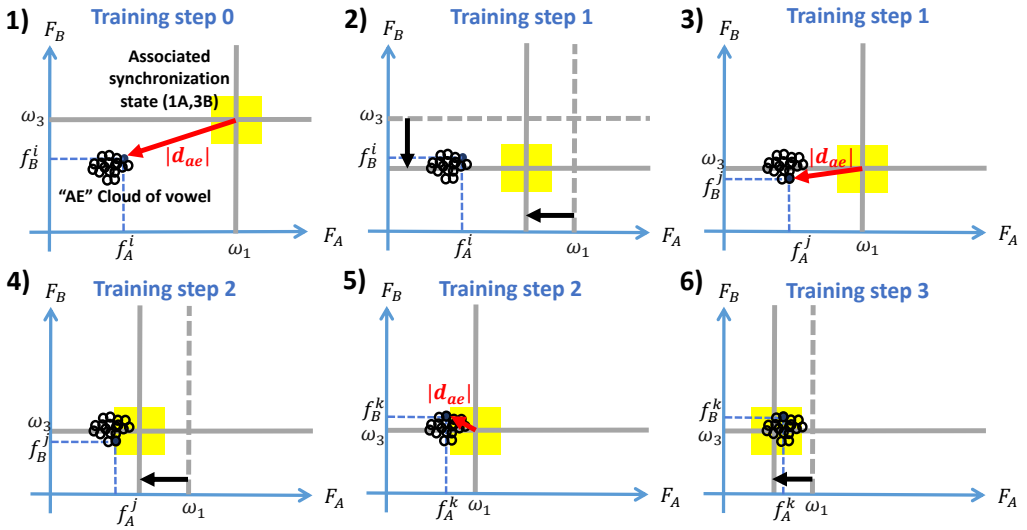 1)
Training step 0
F_B
Associated
synchronization
state (1A,3B)
ω_3
|d_ae|
f_B^i
"AE" Cloud of vowel
f_A^i
ω_1
F_A
2)
Training step 1
F_B
ω_3
f_B^i
f_A^i
ω_1
F_A
3)
Training step 1
F_B
|d_ae|
ω_3
f_B^j
f_A^j
ω_1
F_A
4)
Training step 2
F_B
ω_3
f_B^j
f_A^j
ω_1
F_A
5)
Training step 2
F_B
|d_ae|
f_B^k
ω_3
f_A^k
ω_1
F_A
6)
Training step 3
F_B
f_B^k
ω_3
f_A^k
ω_1
F_A